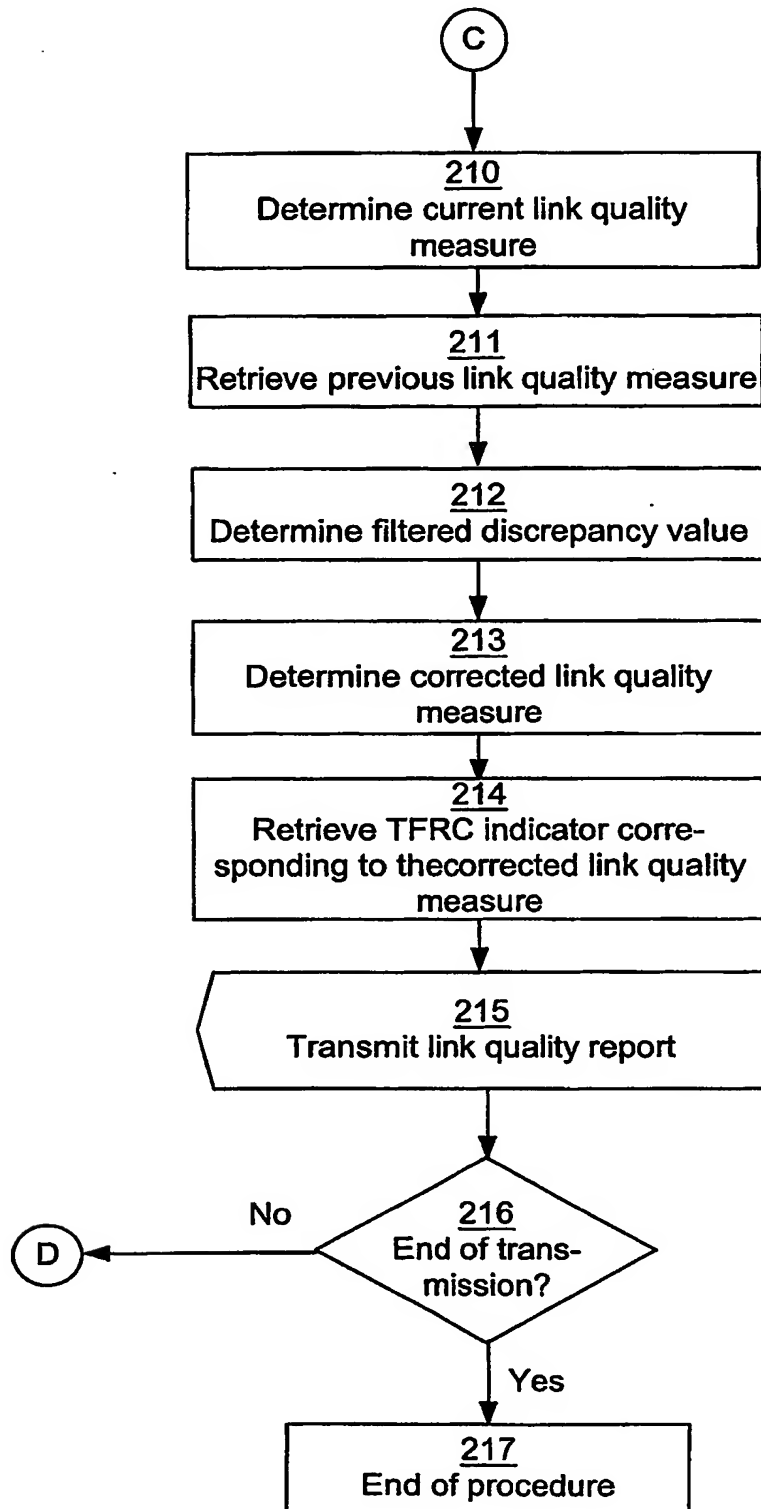 C
210
Determine current link quality
measure
211
Retrieve previous link quality measure
212
Determine filtered discrepancy value
213
Determine corrected link quality
measure
214
Retrieve TFRC indicator corre-
sponding to thecorrected link quality
measure
215
Transmit link quality report
No
216
D
End of trans-
mission?
Yes
217
End of procedure